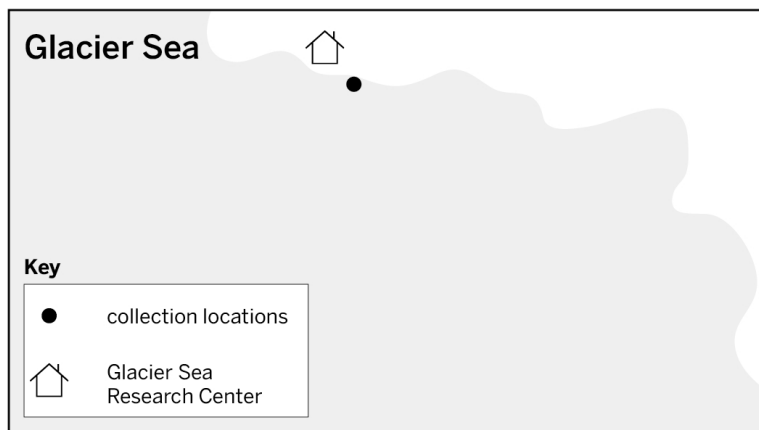 Glacier Sea
Key
collection locations
Glacier Sea
Research Center